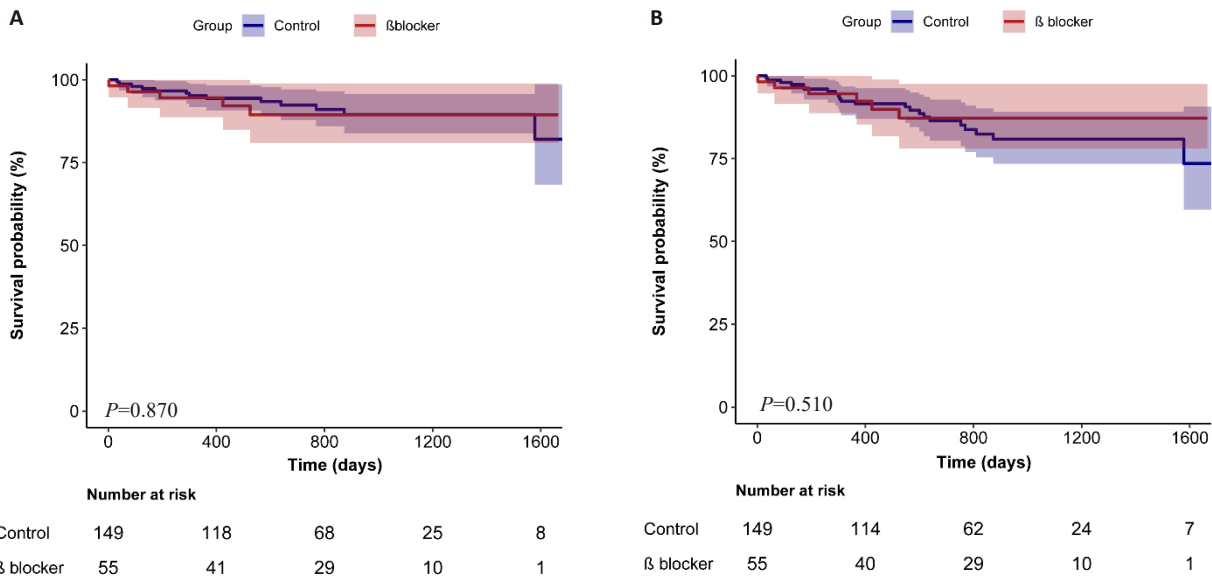 A
Group Control ßblocker
Survival probability (%)
100
75
50
25
0
P=0.870
0 400 800 1200 1600
Time (days)
Number at risk
Control 149 118 68 25 8
ß blocker 55 41 29 10 1
B
Group Control ß blocker
Survival probability (%)
100
75
50
25
0
P=0.510
0 400 800 1200 1600
Time (days)
Number at risk
Control 149 114 62 24 7
ß blocker 55 40 29 10 1